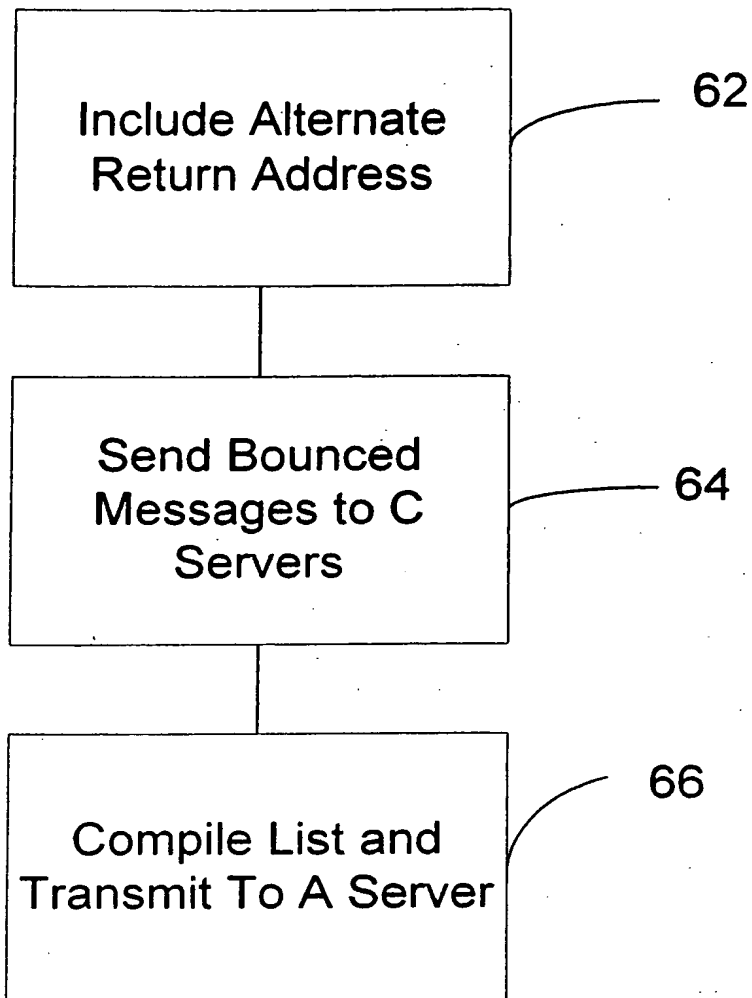 Include Alternate
Return Address
62
Send Bounced
Messages to C
Servers
64
Compile List and
Transmit To A Server
66